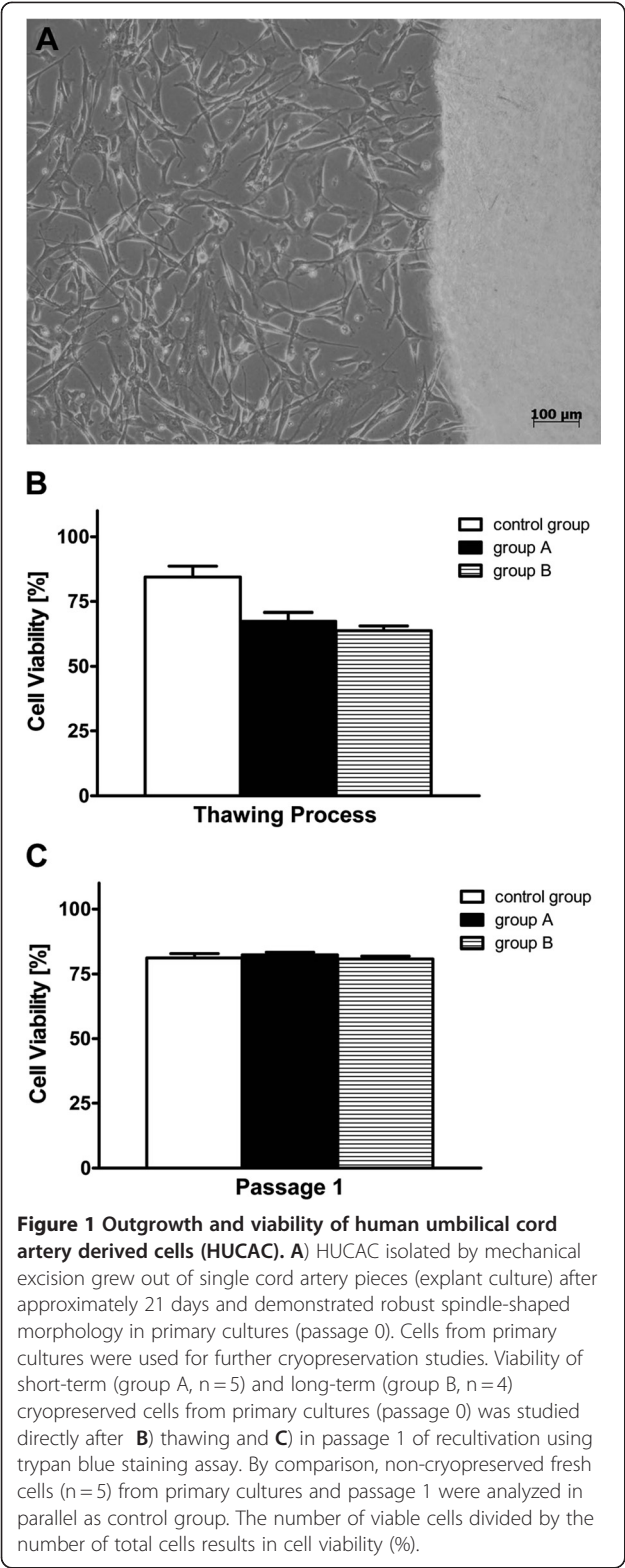 A
100 µm
B
Cell Viability [%]
100
75
50
25
0
Thawing Process
control group
group A
group B
C
Cell Viability [%]
100
75
50
25
0
Passage 1
control group
group A
group B
Figure 1 Outgrowth and viability of human umbilical cord
artery derived cells (HUCAC). A) HUCAC isolated by mechanical
excision grew out of single cord artery pieces (explant culture) after
approximately 21 days and demonstrated robust spindle-shaped
morphology in primary cultures (passage 0). Cells from primary
cultures were used for further cryopreservation studies. Viability of
short-term (group A, n = 5) and long-term (group B, n = 4)
cryopreserved cells from primary cultures (passage 0) was studied
directly after B) thawing and C) in passage 1 of recultivation using
trypan blue staining assay. By comparison, non-cryopreserved fresh
cells (n = 5) from primary cultures and passage 1 were analyzed in
parallel as control group. The number of viable cells divided by the
number of total cells results in cell viability (%).